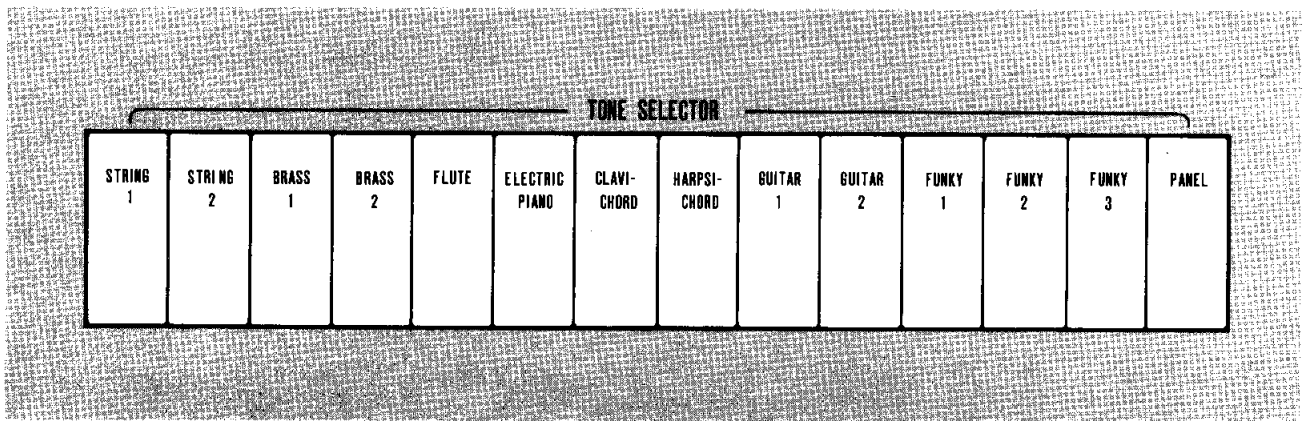 TONE SELECTOR
STRING
1
STRING
2
BRASS
1
BRASS
2
FLUTE
ELECTRIC
PIANO
CLAVI-
CHORD
HARPSI-
CHORD
GUITAR
1
GUITAR
2
FUNKY
1
FUNKY
2
FUNKY
3
PANEL